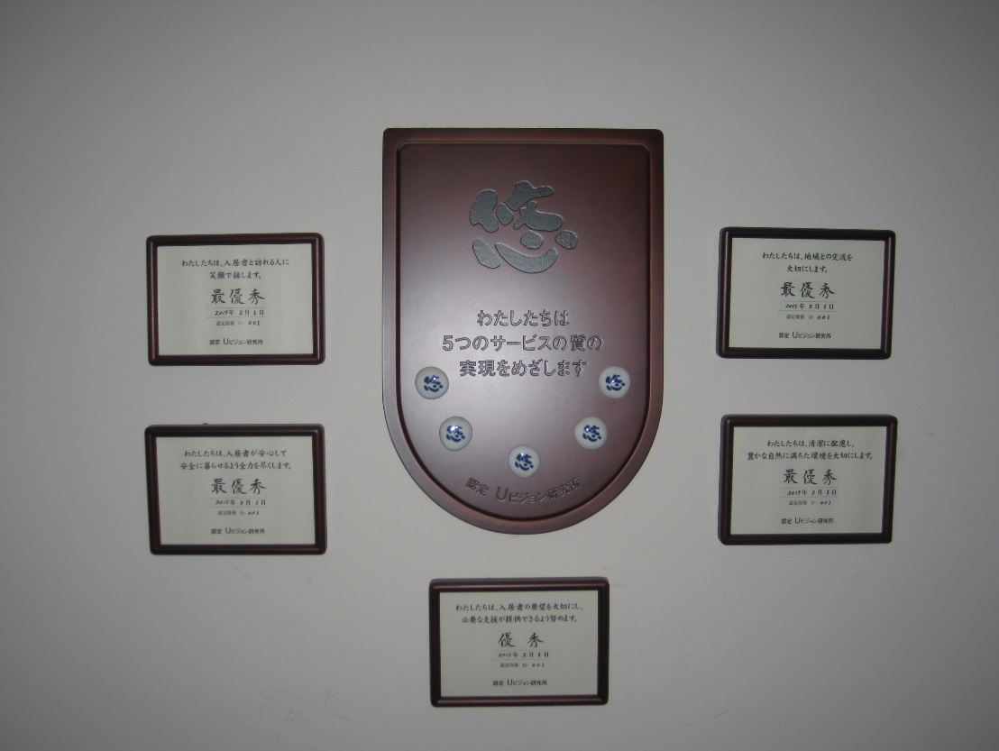 悠
わたしたちは
5つのサービスの質の
実現をめざします
悠
悠
悠
悠
悠
認定 Uビジョン研究所
わたしたちは、入居者と訪れる人に
笑顔で接します。
最優秀
認定 Uビジョン研究所
わたしたちは、入居者が安心して
安全に暮らせるよう全力を尽くします。
最優秀
認定 Uビジョン研究所
わたしたちは、入居者の要望を大切にし、
必要な支援が提供できるよう努めます。
優秀
認定 Uビジョン研究所
わたしたちは、地域との交流を
大切にします。
最優秀
認定 Uビジョン研究所
わたしたちは、清潔に配慮し、
豊かな自然に満ちた環境を大切にします。
最優秀
認定 Uビジョン研究所